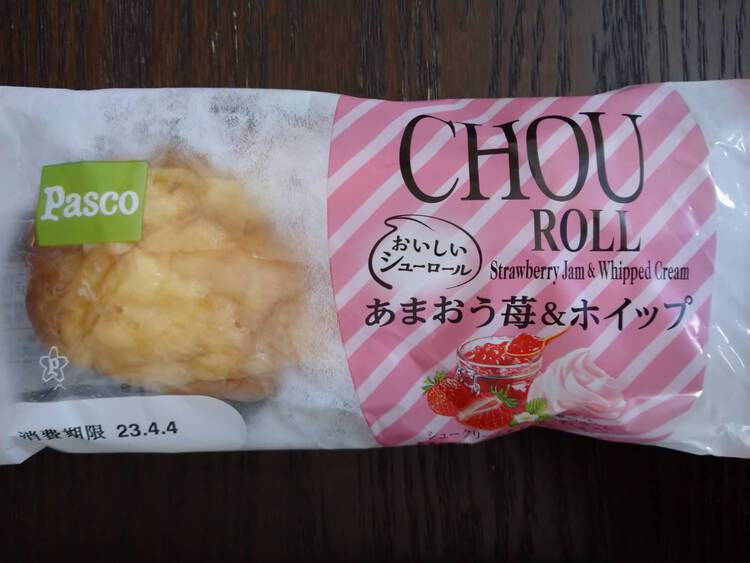 Pasco
CHOU
ROLL
おいしい
シューロール
Strawberry Jam & Whipped Cream
あまおう苺&ホイップ
P
消費期限 23.4.4